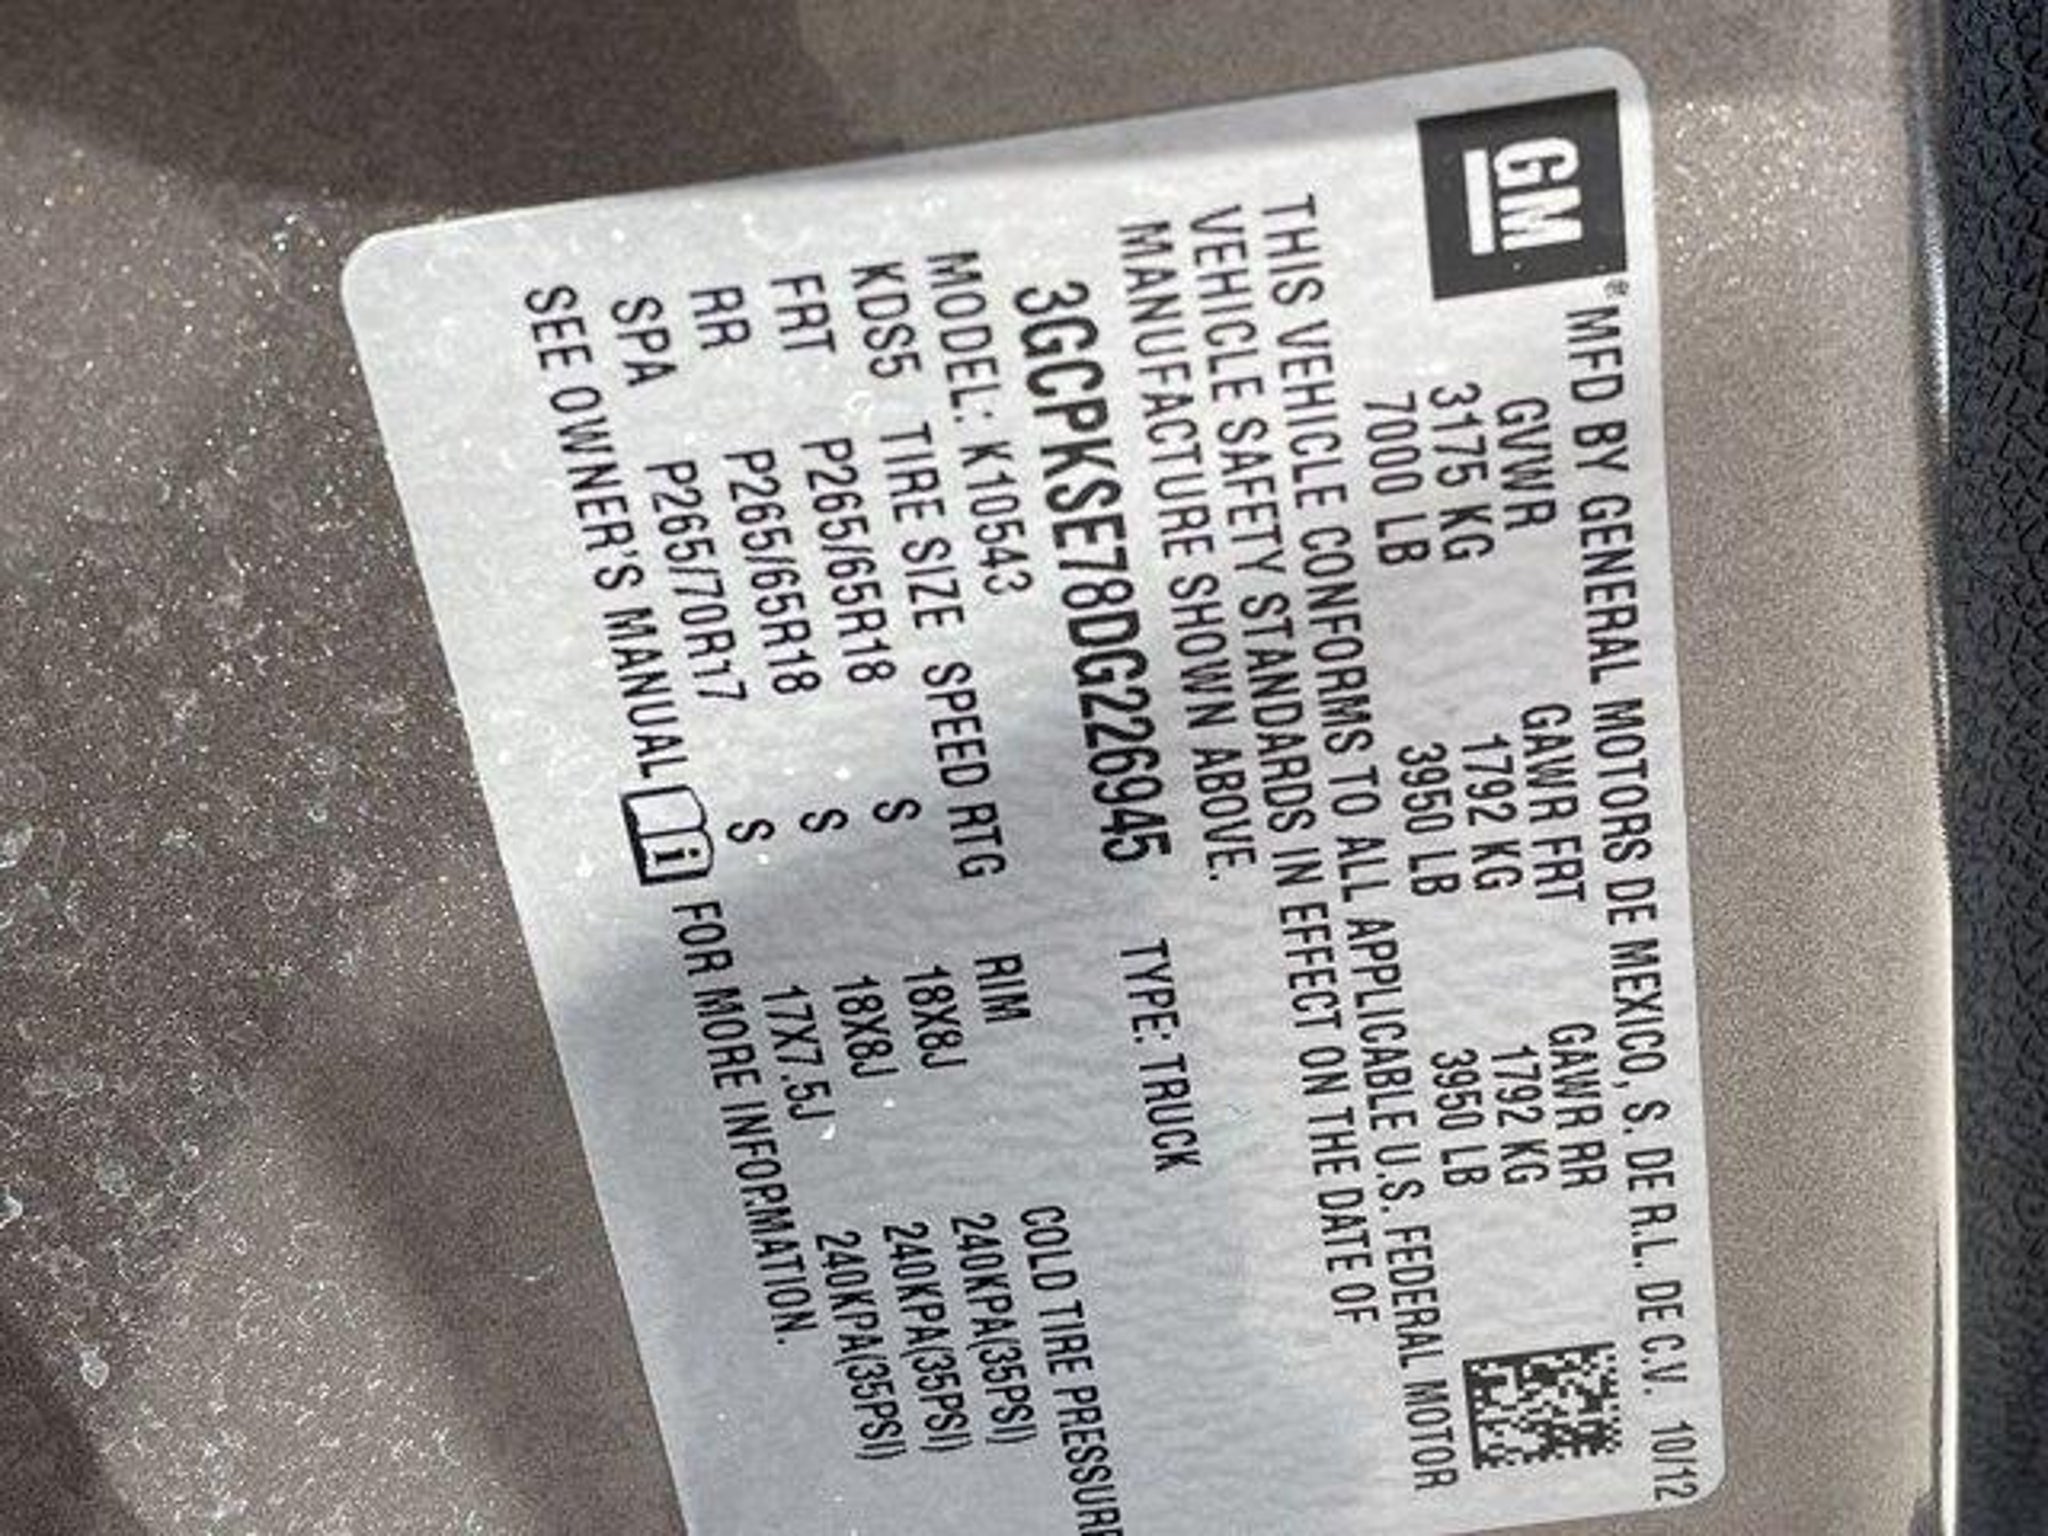 GM® MFD BY GENERAL MOTORS DE MEXICO, S. DE R.L. DE C.V. 10/12
GVWR GAWR FRT GAWR RR
3175 KG 1792 KG 1792 KG
7000 LB 3950 LB 3950 LB
THIS VEHICLE CONFORMS TO ALL APPLICABLE U.S. FEDERAL MOTOR
VEHICLE SAFETY STANDARDS IN EFFECT ON THE DATE OF
MANUFACTURE SHOWN ABOVE.
3GCPKSE78DG226945 TYPE: TRUCK
MODEL: K10543
KDS5 TIRE SIZE SPEED RTG RIM COLD TIRE PRESSURE
FRT P265/65R18 S 18X8J 240KPA(35PSI)
RR P265/65R18 S 18X8J 240KPA(35PSI)
SPA P265/70R17 S 17X7.5J 240KPA(35PSI)
SEE OWNER'S MANUAL i FOR MORE INFORMATION.